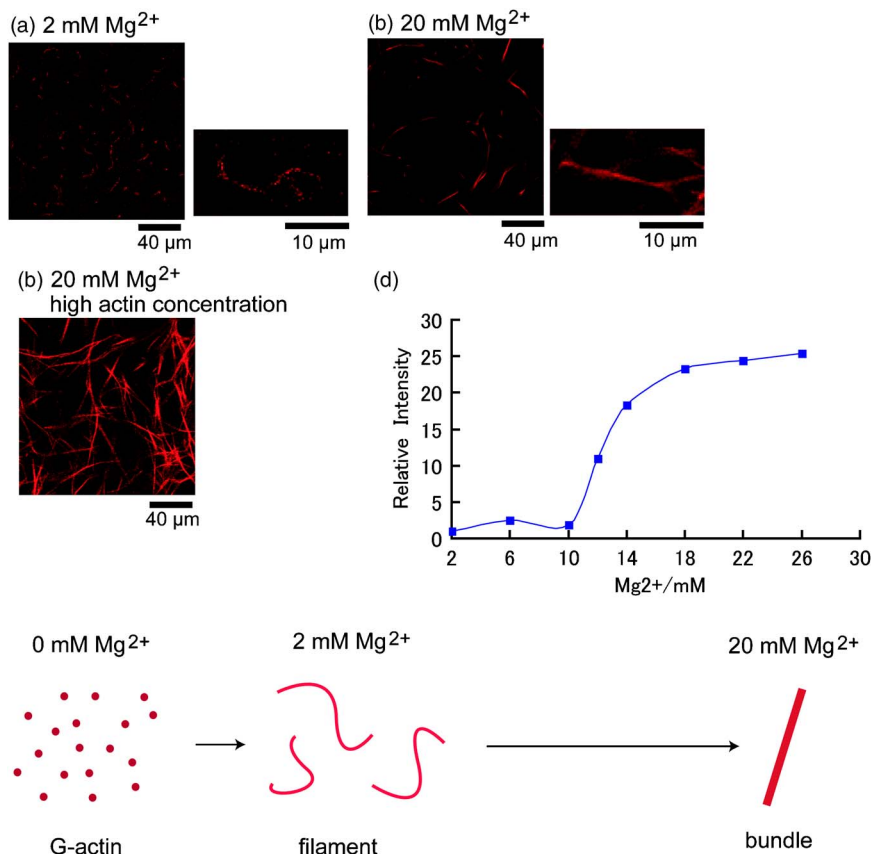 (a) 2 mM Mg2+
(b) 20 mM Mg2+
40 µm
10 µm
40 µm
10 µm
(b) 20 mM Mg2+
high actin concentration
40 µm
(d)
Relative Intensity
30
25
20
15
10
5
0
2 6 10 14 18 22 26 30
Mg2+/mM
0 mM Mg2+
2 mM Mg2+
20 mM Mg2+
G-actin
filament
bundle